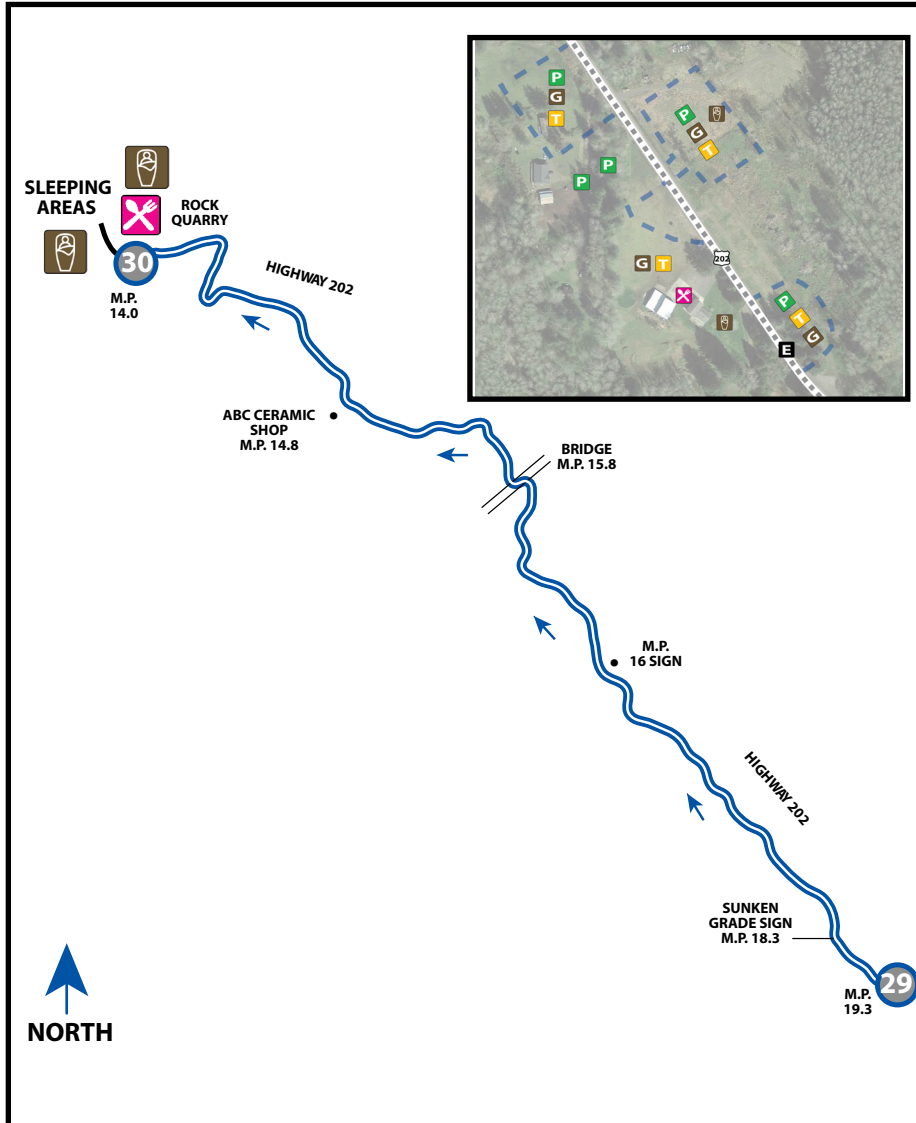 P
G
T
P
G
T
P
P
G
T
202
P
T
G
E
SLEEPING
AREAS
ROCK
QUARRY
30
M.P.
14.0
HIGHWAY 202
ABC CERAMIC
SHOP
M.P. 14.8
BRIDGE
M.P. 15.8
M.P.
16 SIGN
HIGHWAY 202
SUNKEN
GRADE SIGN
M.P. 18.3
29
M.P.
19.3
NORTH